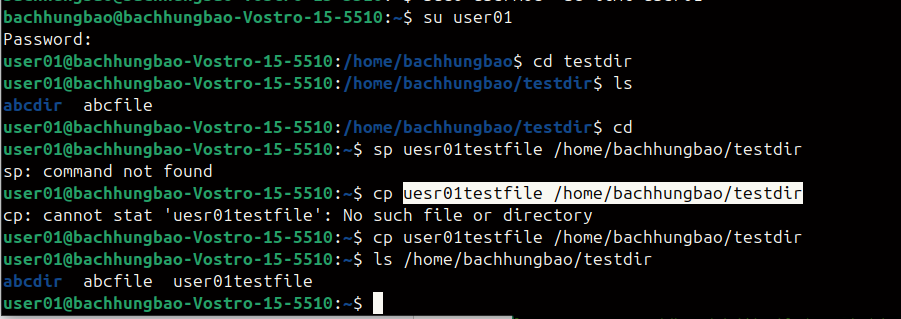 bachhungbao@bachhungbao-Vostro-15-5510:~$ su user01
Password:
user01@bachhungbao-Vostro-15-5510:/home/bachhungbao$ cd testdir
user01@bachhungbao-Vostro-15-5510:/home/bachhungbao/testdir$ ls
abcdir  abcfile
user01@bachhungbao-Vostro-15-5510:/home/bachhungbao/testdir$ cd
user01@bachhungbao-Vostro-15-5510:~$ sp uesr01testfile /home/bachhungbao/testdir
sp: command not found
user01@bachhungbao-Vostro-15-5510:~$ cp uesr01testfile /home/bachhungbao/testdir
cp: cannot stat 'uesr01testfile': No such file or directory
user01@bachhungbao-Vostro-15-5510:~$ cp user01testfile /home/bachhungbao/testdir
user01@bachhungbao-Vostro-15-5510:~$ ls /home/bachhungbao/testdir
abcdir  abcfile  user01testfile
user01@bachhungbao-Vostro-15-5510:~$